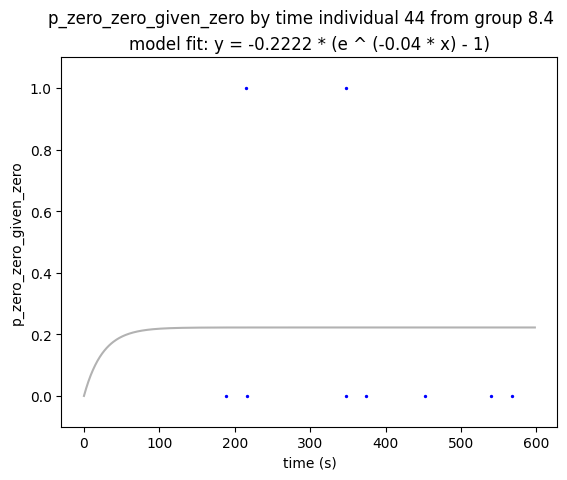 p_zero_zero_given_zero by time individual 44 from group 8.4
model fit: y = -0.2222 * (e ^ (-0.04 * x) - 1)
1.0
0.8
0.6
0.4
0.2
0.0
p_zero_zero_given_zero
0 100 200 300 400 500 600
time (s)